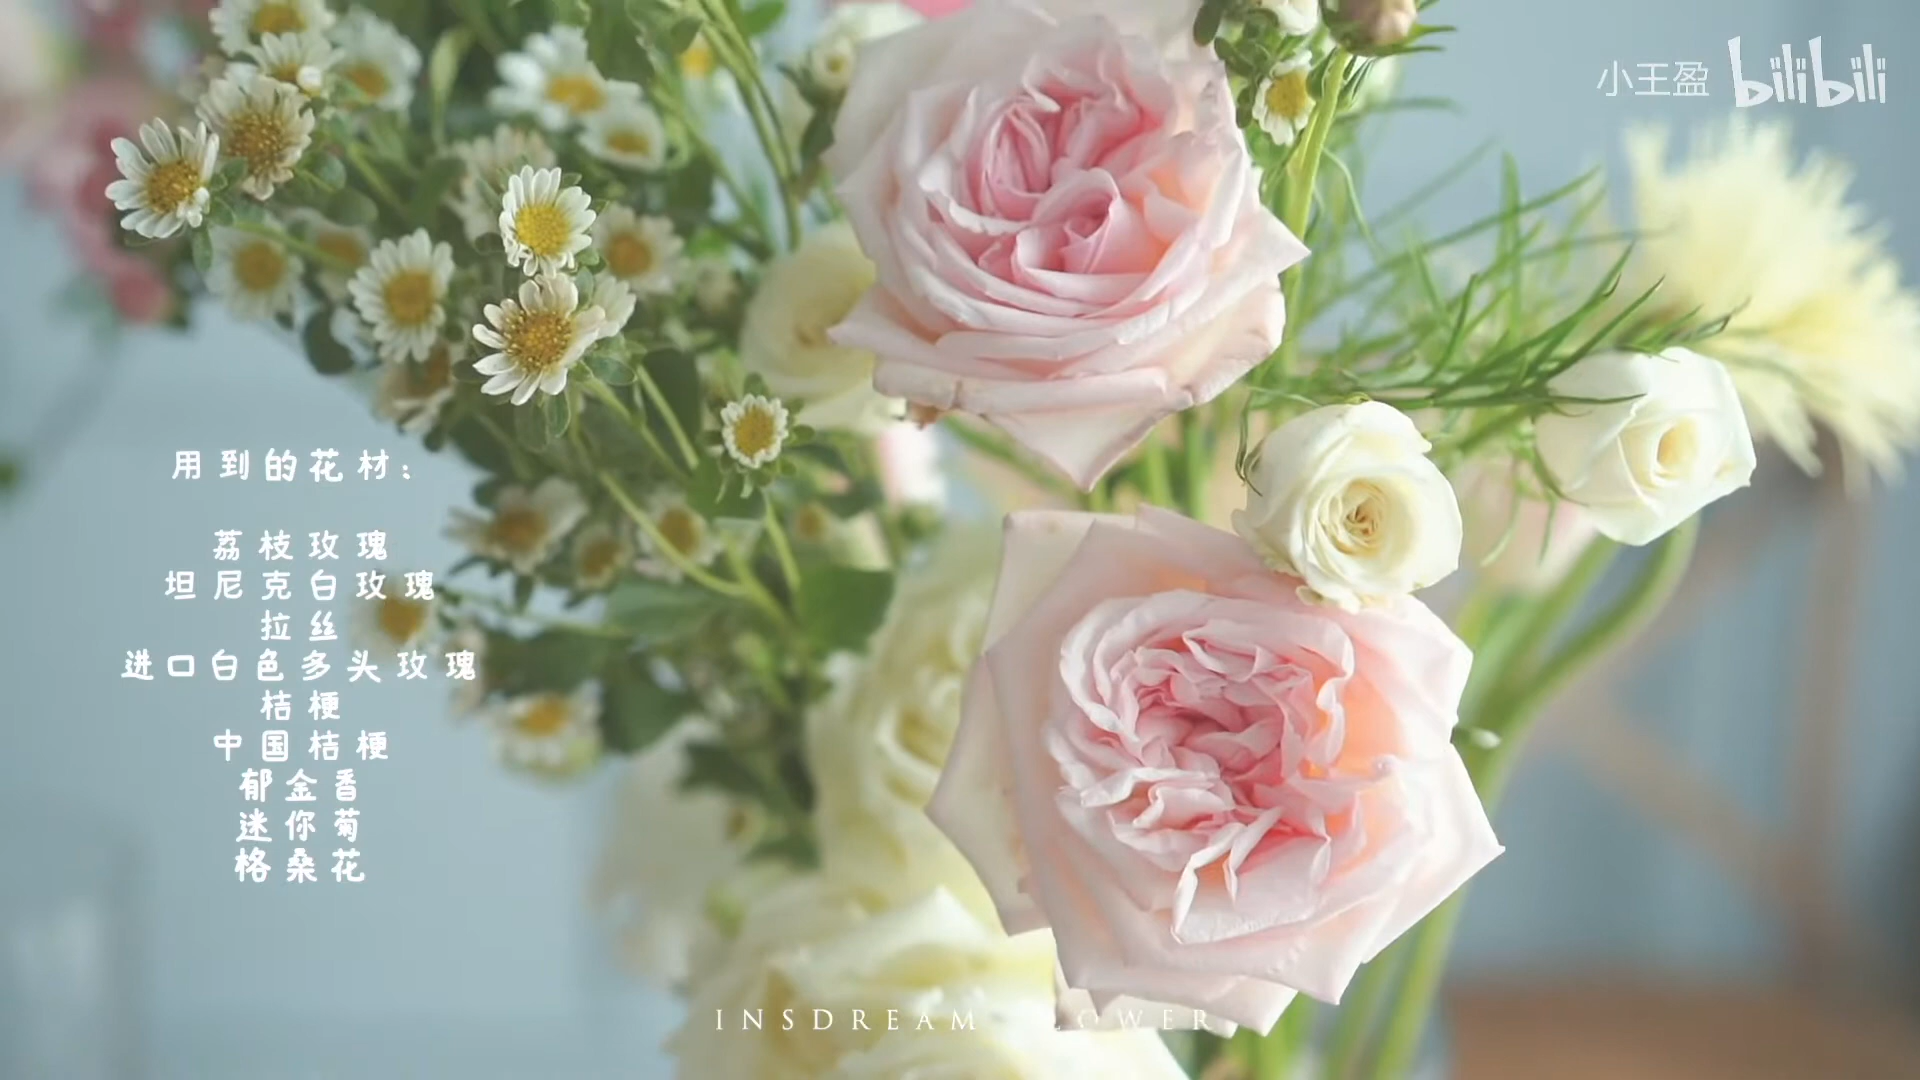 小王盈 bilibili
用到的花材：
荔枝玫瑰
坦尼克白玫瑰
拉丝
进口白色多头玫瑰
桔梗
中国桔梗
郁金香
迷你菊
格桑花
INSDREAM FLOWER